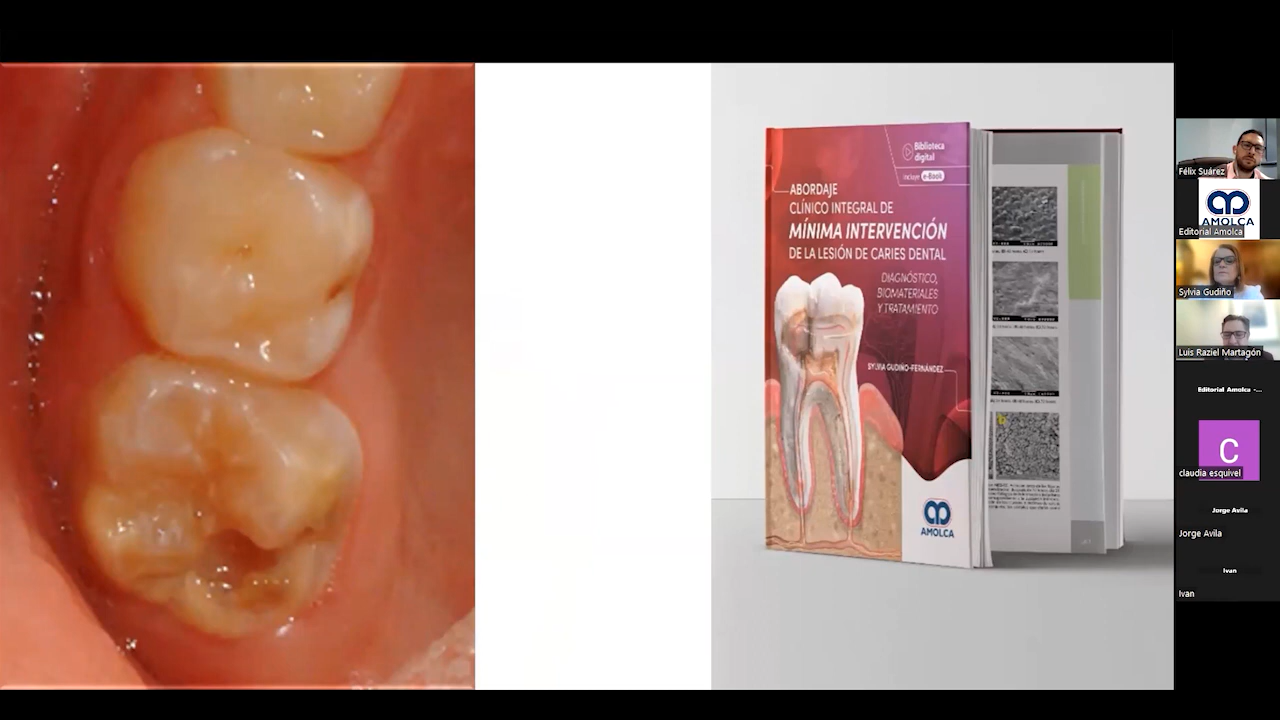 Biblioteca
digital
incluye e-Book
ABORDAJE
CLÍNICO INTEGRAL DE
MÍNIMA INTERVENCIÓN
DE LA LESIÓN DE CARIES DENTAL
DIAGNÓSTICO,
BIOMATERIALES
Y TRATAMIENTO
SYLVIA GUDIÑO-FERNÁNDEZ
AMOLCA
Félix Suárez
AMOLCA
Editorial Amolca
Sylvia Gudiño
Luis Raziel Martagón
Editorial Amolca -...
C
claudia esquivel
Jorge Avila
Jorge Avila
Ivan
Ivan